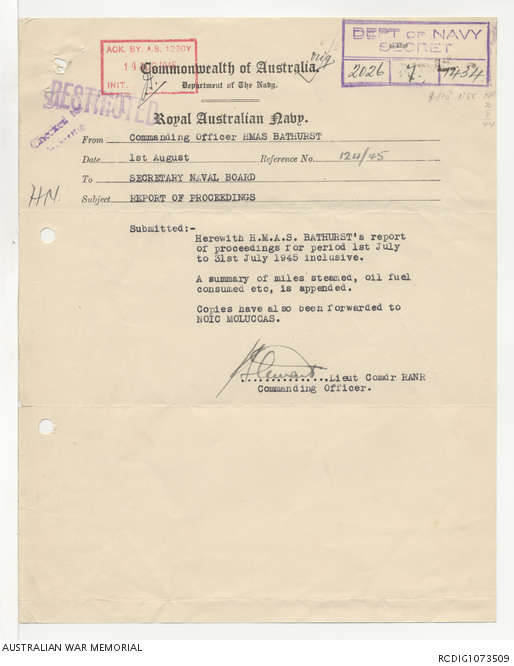 ACK. BY. A.S. 1220Y
INIT.
orig.
DEPT OF NAVY
SECRET
2026 7. 7454
RESTRICTED
Commonwealth of Australia.
Department of The Navy.
Royal Australian Navy.
From Commanding Officer HMAS BATHURST
Date 1st August Reference No. 124/45
To SECRETARY NAVAL BOARD
HM.
Subject REPORT OF PROCEEDINGS
Submitted:-
Herewith H.M.A.S. BATHURST's report
of proceedings for period 1st July
to 31st July 1945 inclusive.
A summary of miles steamed, oil fuel
consumed etc, is appended.
Copies have also been forwarded to
NOIC MOLUCCAS.
..............Lieut Comdr RANR
Commanding Officer.
AUSTRALIAN WAR MEMORIAL RCDIG1073509